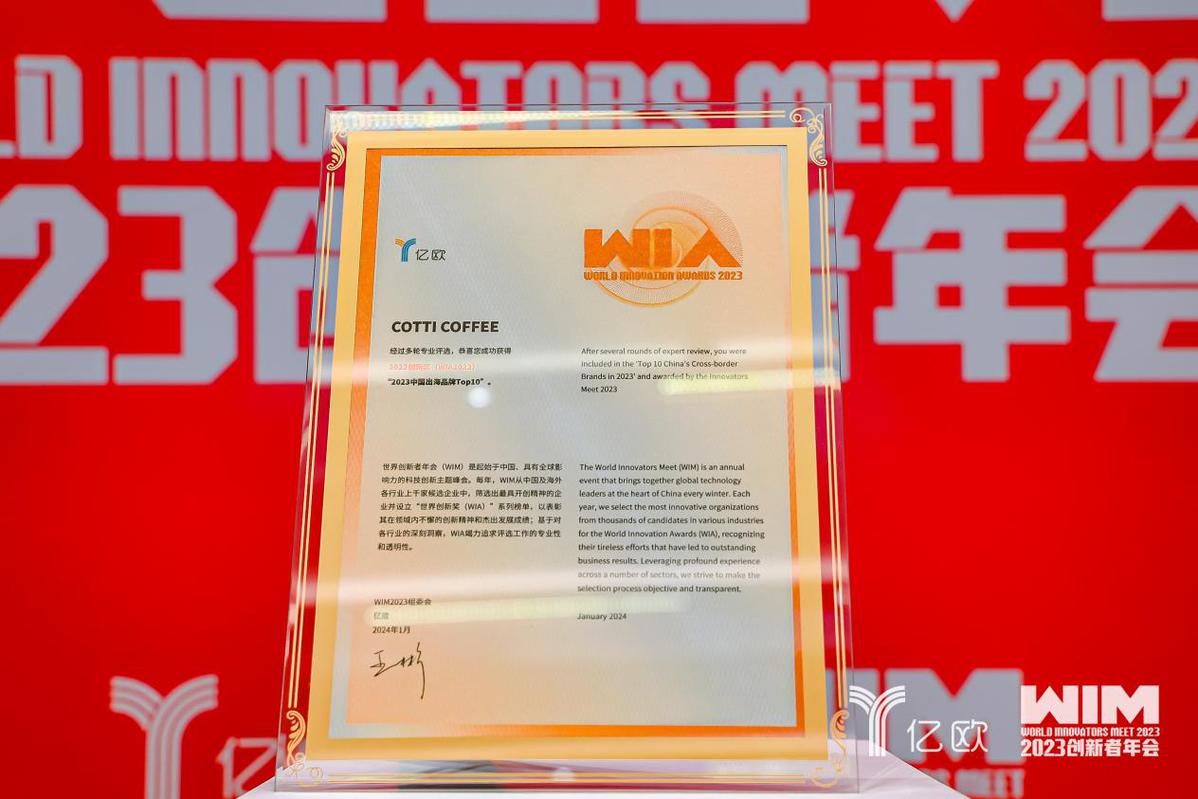 LD INNOVATORS MEET 202
23创
者年会
亿欧
WIA
WORLD INNOVATION AWARDS 2023
COTTI COFFEE
经过多轮专业评选，恭喜您成功获得
2023创新奖（WIA2023）
“2023中国出海品牌Top10”。
After several rounds of expert review, you were
included in the 'Top 10 China's Cross-border
Brands in 2023' and awarded by the Innovators
Meet 2023
世界创新者年会（WIM）是起始于中国、具有全球影
响力的科技创新主题峰会。每年，WIM从中国及海外
各行业上千家候选企业中，筛选出最具开创精神的企
业并设立“世界创新奖（WIA）”系列榜单，以表彰
其在领域内不懈的创新精神和杰出发展成绩；基于对
各行业的深刻洞察，WIA竭力追求评选工作的专业性
和透明性。
The World Innovators Meet (WIM) is an annual
event that brings together global technology
leaders at the heart of China every winter. Each
year, we select the most innovative organizations
from thousands of candidates in various industries
for the World Innovation Awards (WIA), recognizing
their tireless efforts that have led to outstanding
business results. Leveraging profound experience
across a number of sectors, we strive to make the
selection process objective and transparent.
WIM2023组委会
亿欧
2024年1月
January 2024
王彬
亿
IM
MEET
亿欧
WIM
WORLD INNOVATORS MEET 2023
2023创新者年会